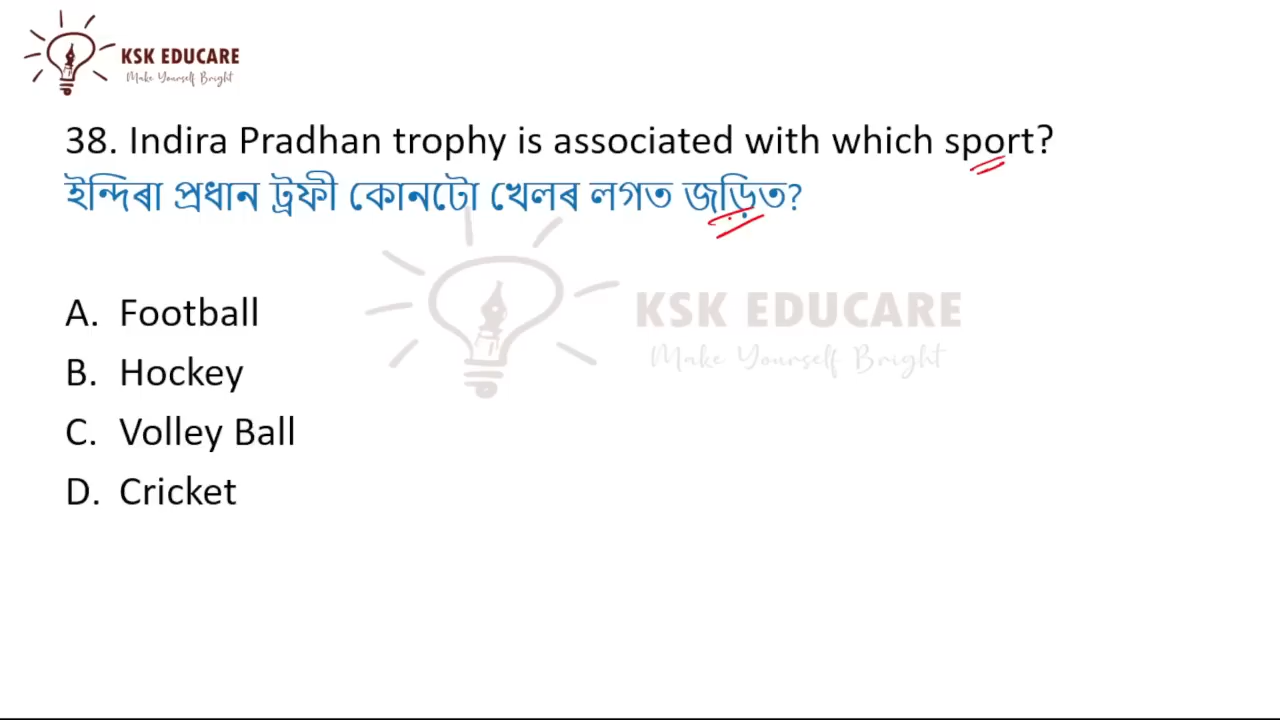 KSK EDUCARE
Make Yourself Bright
38. Indira Pradhan trophy is associated with which sport?
ইন্দিৰা প্ৰধান ট্ৰফী কোনটো খেলৰ লগত জড়িত?
KSK EDUCARE
Make Yourself Bright
A. Football
B. Hockey
C. Volley Ball
D. Cricket